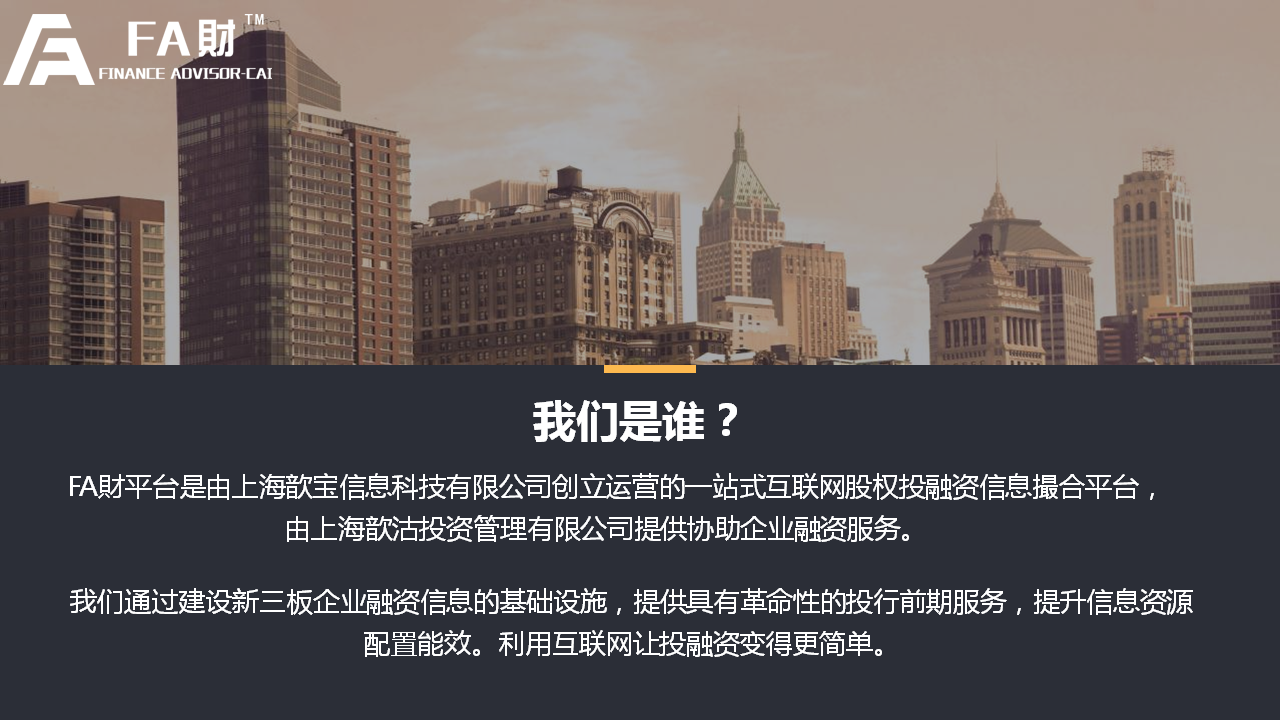 FA財™
FINANCE ADVISOR-CAI
我们是谁？
FA財平台是由上海歆宝信息科技有限公司创立运营的一站式互联网股权投融资信息撮合平台，
由上海歆沽投资管理有限公司提供协助企业融资服务。
我们通过建设新三板企业融资信息的基础设施，提供具有革命性的投行前期服务，提升信息资源
配置能效。利用互联网让投融资变得更简单。